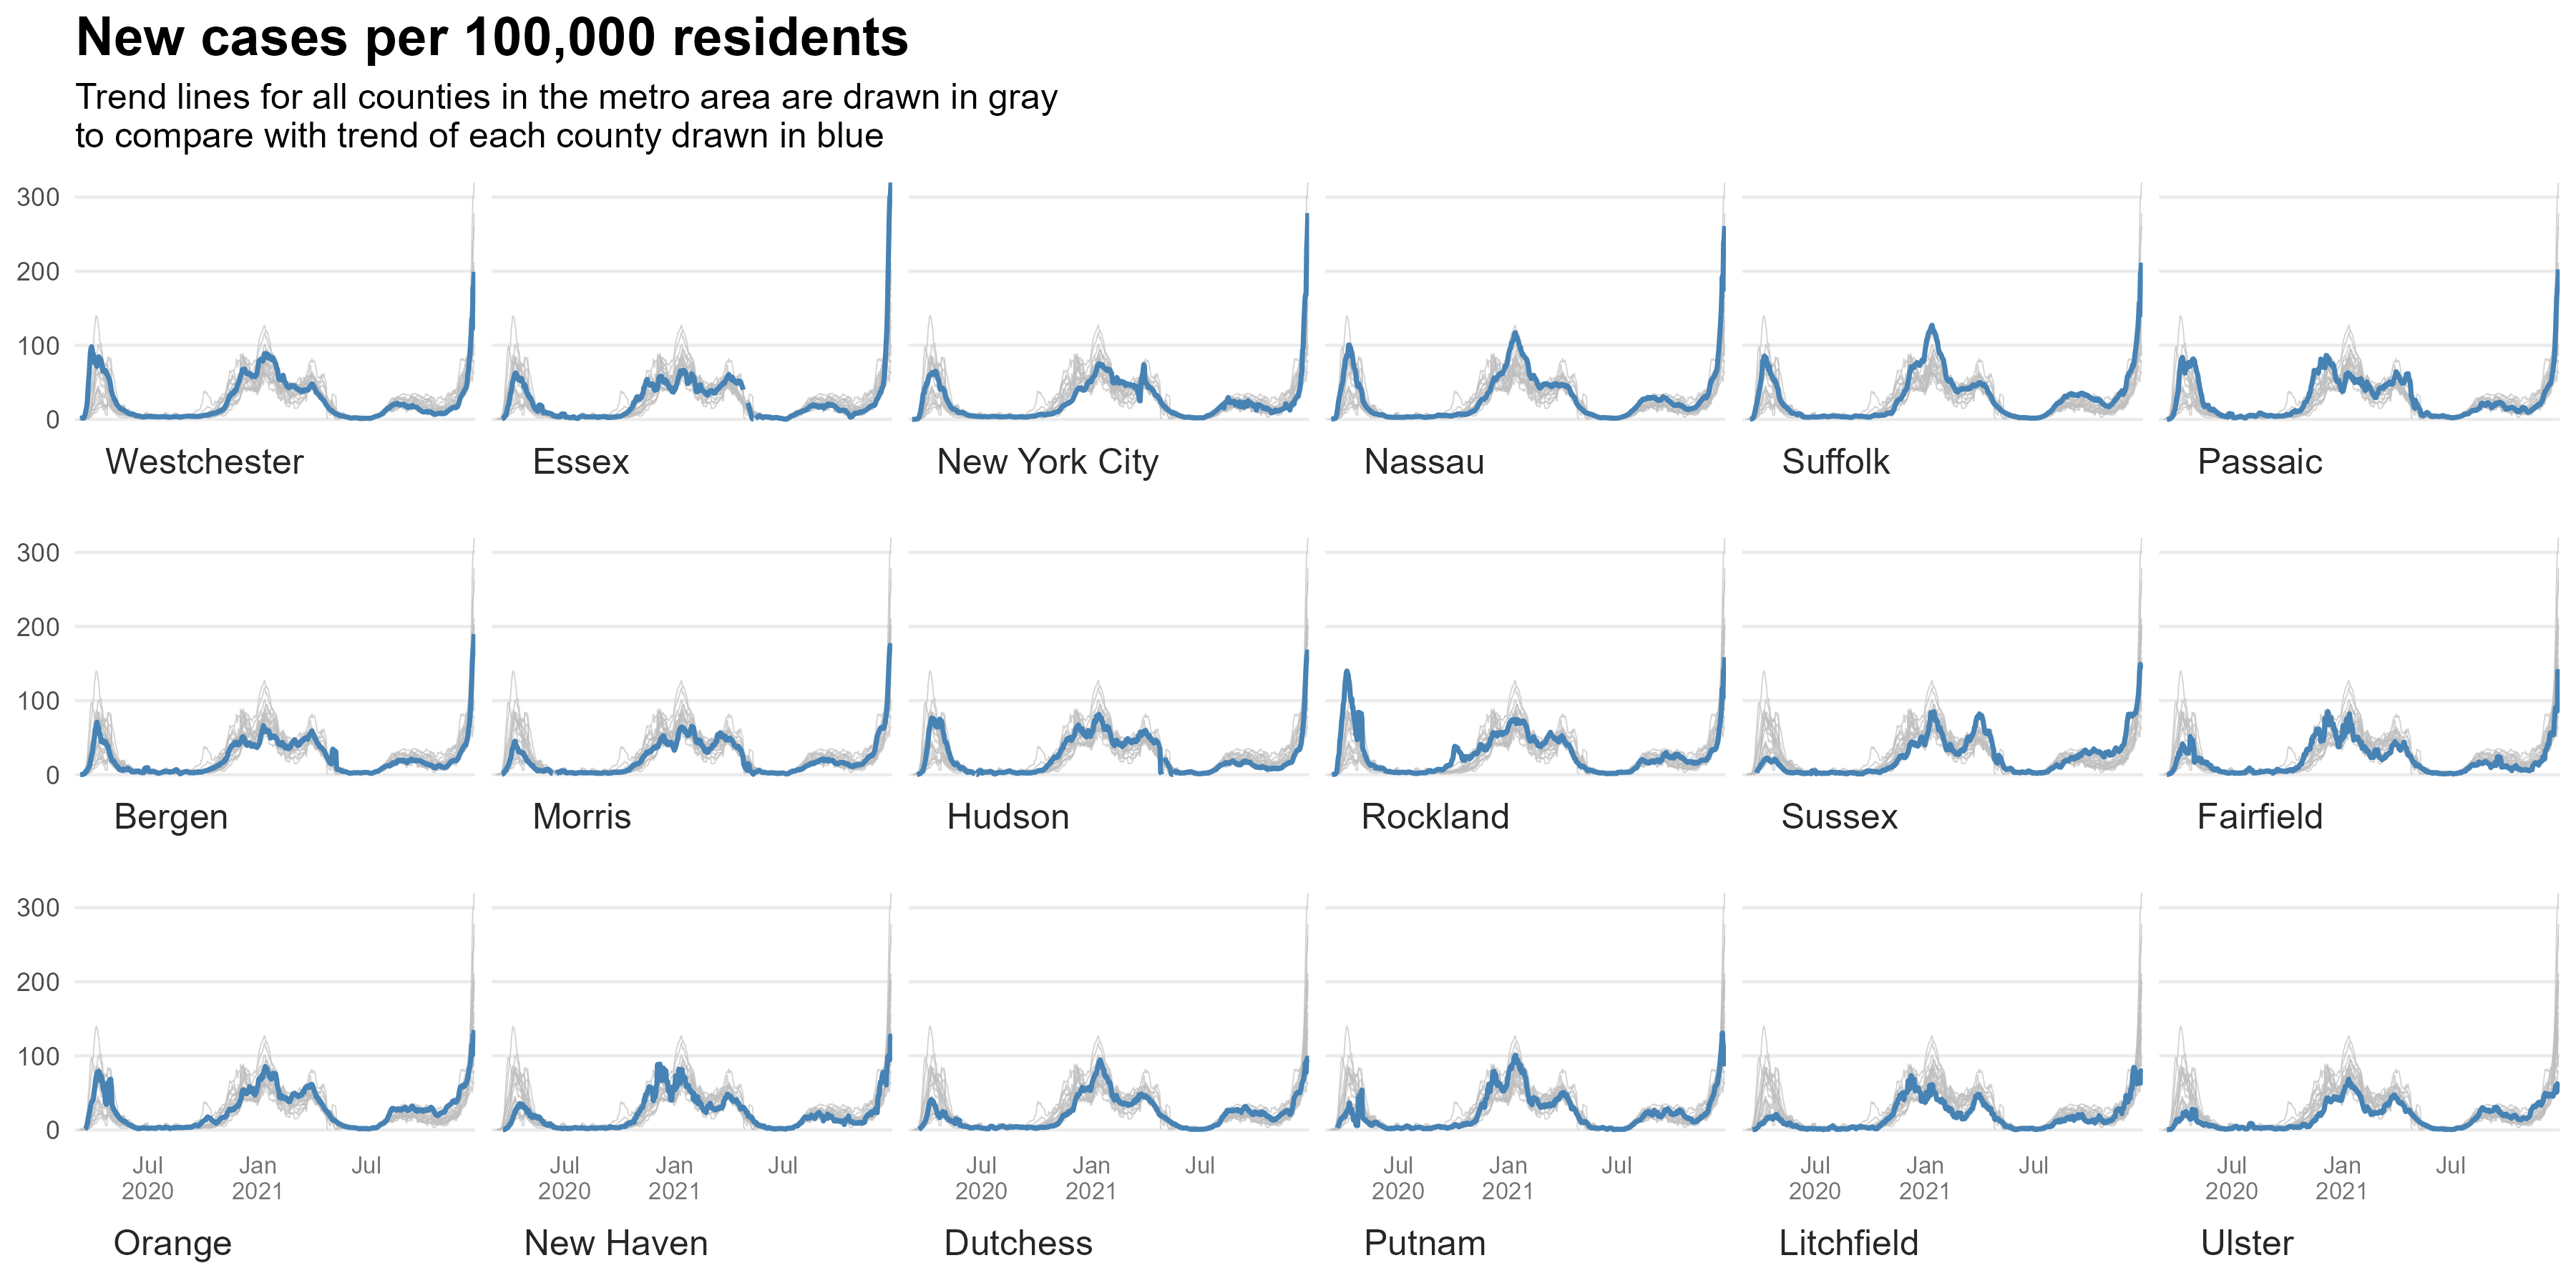 New cases per 100,000 residents
Trend lines for all counties in the metro area are drawn in gray
to compare with trend of each county drawn in blue
300
200
100
0
Westchester Essex New York City Nassau Suffolk Passaic
300
200
100
0
Bergen Morris Hudson Rockland Sussex Fairfield
300
200
100
0
Jul Jan Jul Jul Jan Jul Jul Jan Jul Jul Jan Jul Jul Jan Jul Jul Jan Jul
2020 2021 2020 2021 2020 2021 2020 2021 2020 2021 2020 2021
Orange New Haven Dutchess Putnam Litchfield Ulster